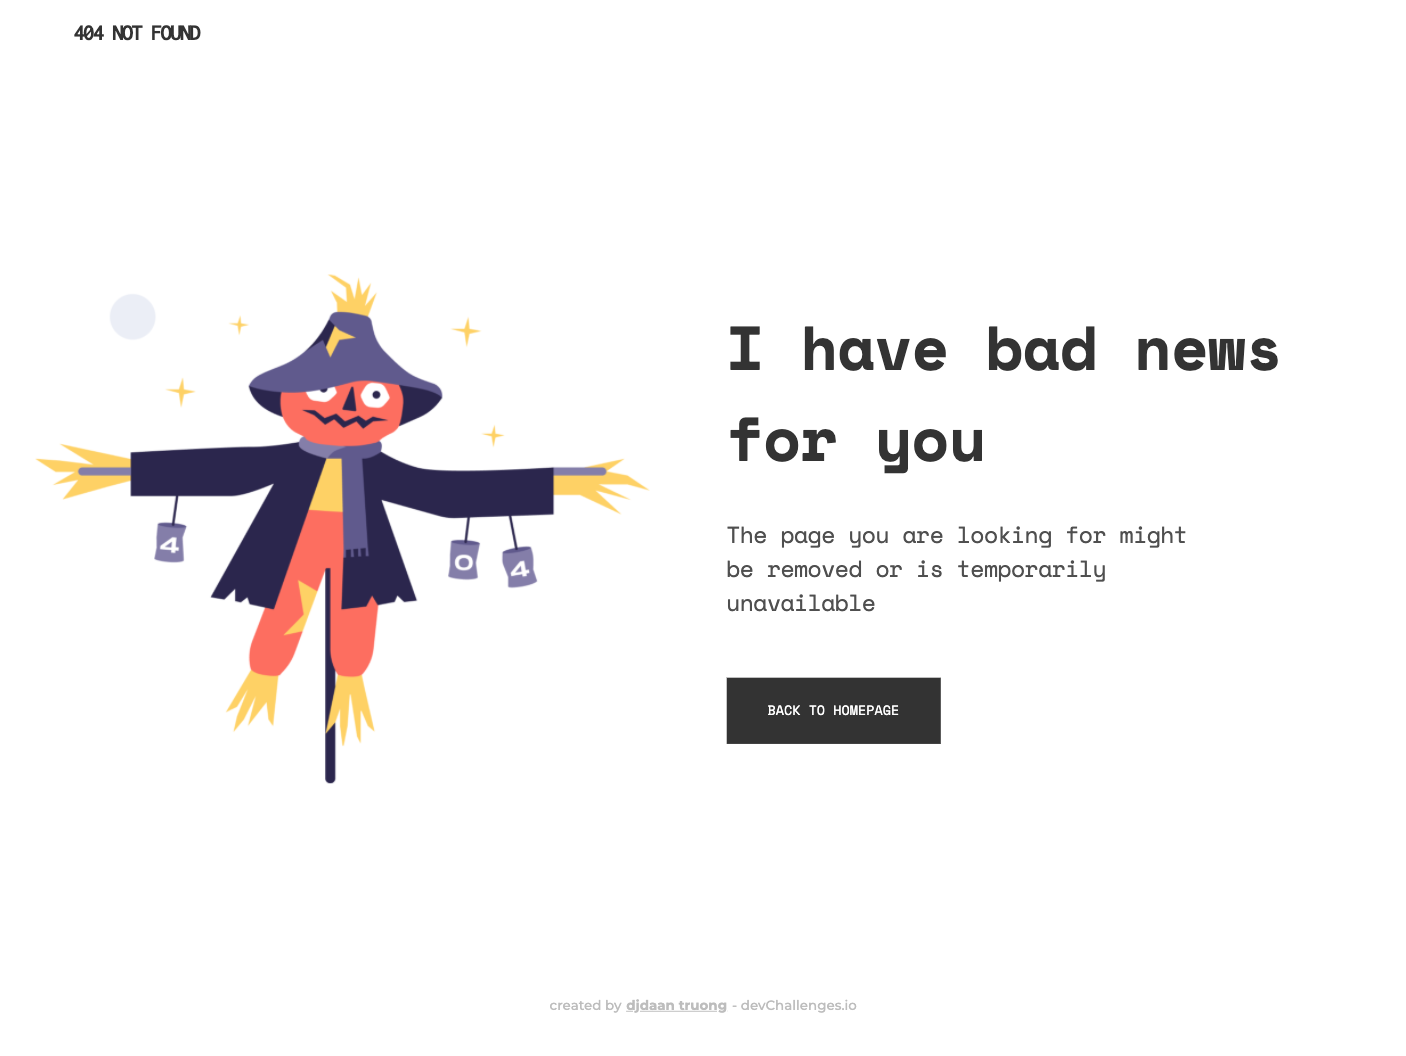 404 NOT FOUND
I have bad news
for you
4
0
4
The page you are looking for might
be removed or is temporarily
unavailable
BACK TO HOMEPAGE
created by djdaan truong - devChallenges.io